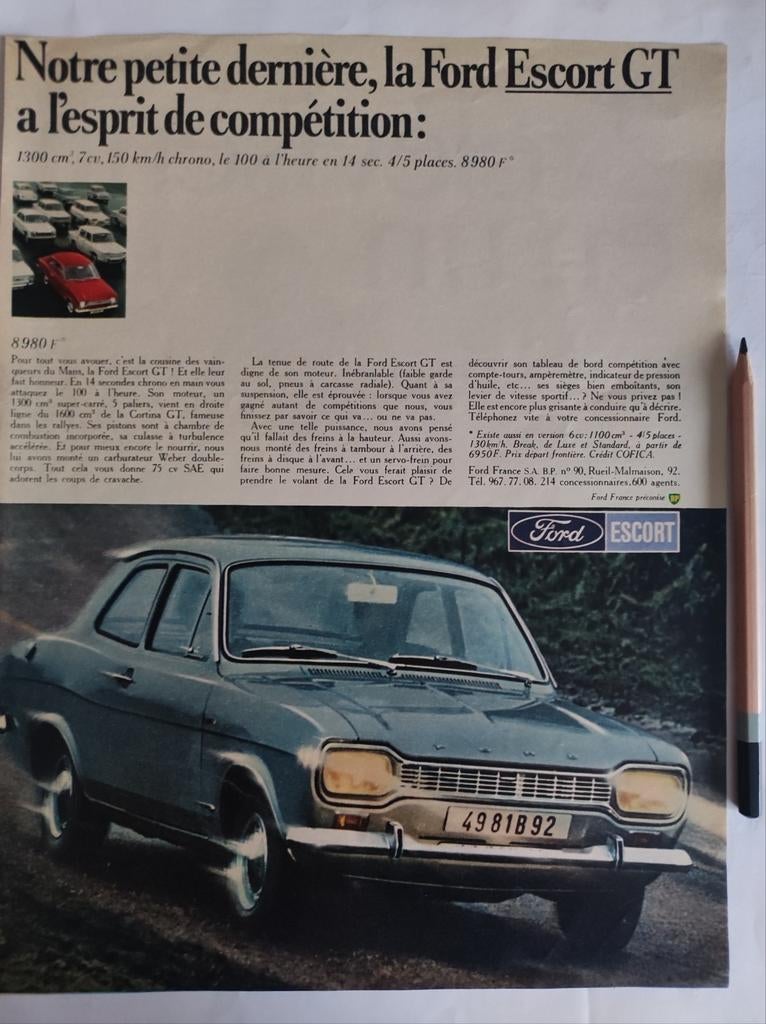 Notre petite dernière, la Ford Escort GT
a l'esprit de compétition:
1300 cm³, 7cv, 150 km/h chrono, le 100 à l'heure en 14 sec. 4/5 places. 8980 F*
8980 F*
Pour tout vous avouer, c'est la cousine des vain-
queurs du Mans, la Ford Escort GT ! Et elle leur
fait honneur. En 14 secondes chrono en main vous
attaquez le 100 à l'heure. Son moteur, un
1300 cm³ super-carré, 5 paliers, vient en droite
ligne du 1600 cm³ de la Cortina GT, fameuse
dans les rallyes. Ses pistons sont à chambre de
combustion incorporée, sa culasse à turbulence
accélérée. Et pour mieux encore le nourrir, nous
lui avons monté un carburateur Weber double-
corps. Tout cela vous donne 75 cv SAE qui
adorent les coups de cravache.
La tenue de route de la Ford Escort GT est
digne de son moteur. Inébranlable (faible garde
au sol, pneus à carcasse radiale). Quant à sa
suspension, elle est éprouvée : lorsque vous avez
gagné autant de compétitions que nous, vous
finissez par savoir ce qui va... ou ne va pas.
Avec une telle puissance, nous avons pensé
qu'il fallait des freins à la hauteur. Aussi avons-
nous monté des freins à tambour à l'arrière, des
freins à disque à l'avant... et un servo-frein pour
faire bonne mesure. Cela vous ferait plaisir de
prendre le volant de la Ford Escort GT ? De
découvrir son tableau de bord compétition avec
compte-tours, ampèremètre, indicateur de pression
d'huile, etc... ses sièges bien emboîtants, son
levier de vitesse sportif... ? Ne vous privez pas !
Elle est encore plus grisante à conduire qu'à décrire.
Téléphonez vite à votre concessionnaire Ford.
* Existe aussi en version 6 cv : 1100 cm³ - 4/5 places -
130 km/h. Break, de Luxe et Standard, à partir de
6950 F. Prix départ frontière. Crédit COFICA.
Ford France S.A. B.P. n° 90, Rueil-Malmaison, 92.
Tél. 967.77.08. 214 concessionnaires. 600 agents.
Ford France préconise BP
Ford ESCORT
FORD
4981B92